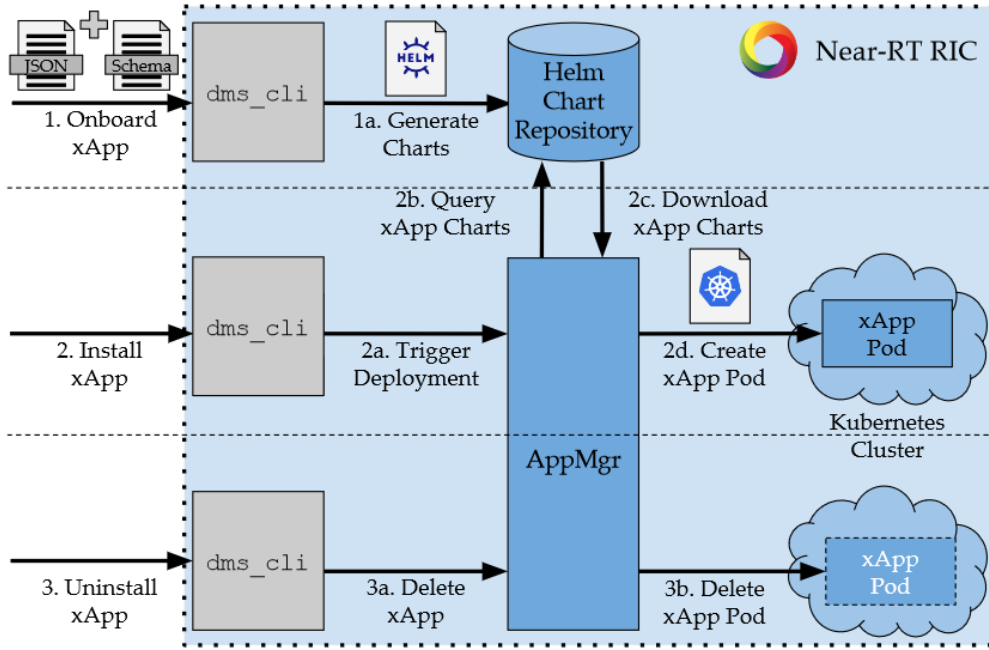 JSON
Schema
HELM
Near-RT RIC
dms_cli
Helm
Chart
Repository
1. Onboard
xApp
1a. Generate
Charts
2b. Query
xApp Charts
2c. Download
xApp Charts
dms_cli
xApp
Pod
2. Install
xApp
2a. Trigger
Deployment
2d. Create
xApp Pod
Kubernetes
Cluster
AppMgr
dms_cli
xApp
Pod
3. Uninstall
xApp
3a. Delete
xApp
3b. Delete
xApp Pod